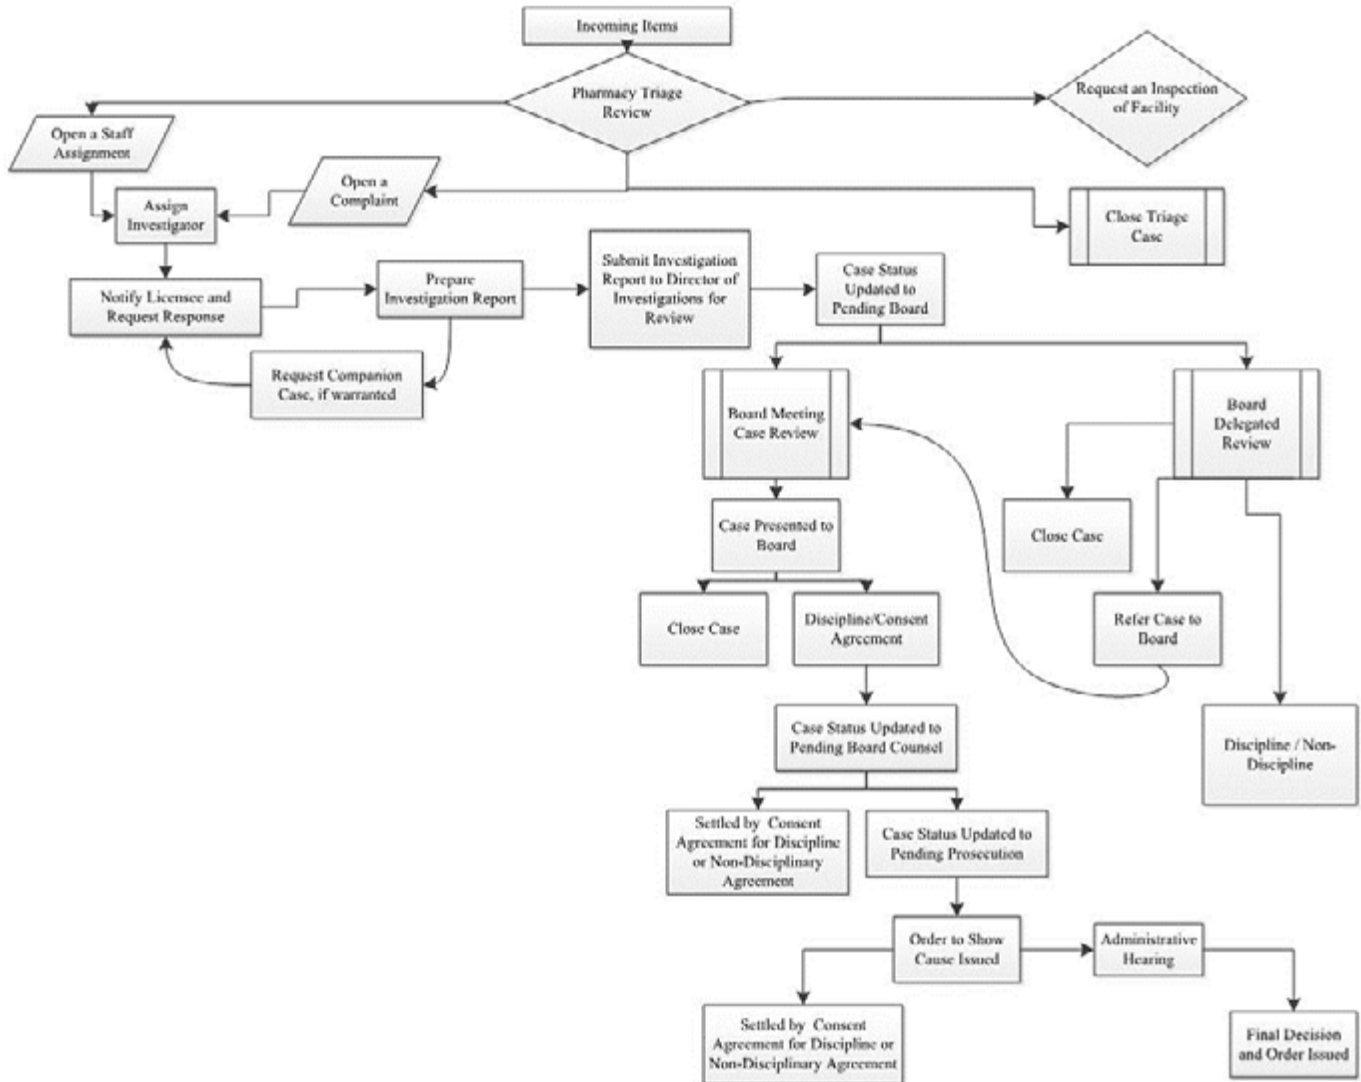 Incoming Items
Pharmacy Triage
Review
Request an Inspection
of Facility
Open a Staff
Assignment
Open a
Complaint
Assign
Investigator
Close Triage
Case
Notify Licensee and
Request Response
Prepare
Investigation Report
Submit Investigation
Report to Director of
Investigations for
Review
Case Status
Updated to
Pending Board
Request Companion
Case, if warranted
Board Meeting
Case Review
Board
Delegated
Review
Case Presented to
Board
Close Case
Close Case
Discipline/Consent
Agreement
Refer Case to
Board
Case Status Updated to
Pending Board Counsel
Discipline / Non-
Discipline
Settled by Consent
Agreement for Discipline
or Non-Disciplinary
Agreement
Case Status Updated to
Pending Prosecution
Order to Show
Cause Issued
Administrative
Hearing
Settled by Consent
Agreement for Discipline or
Non-Disciplinary Agreement
Final Decision
and Order Issued